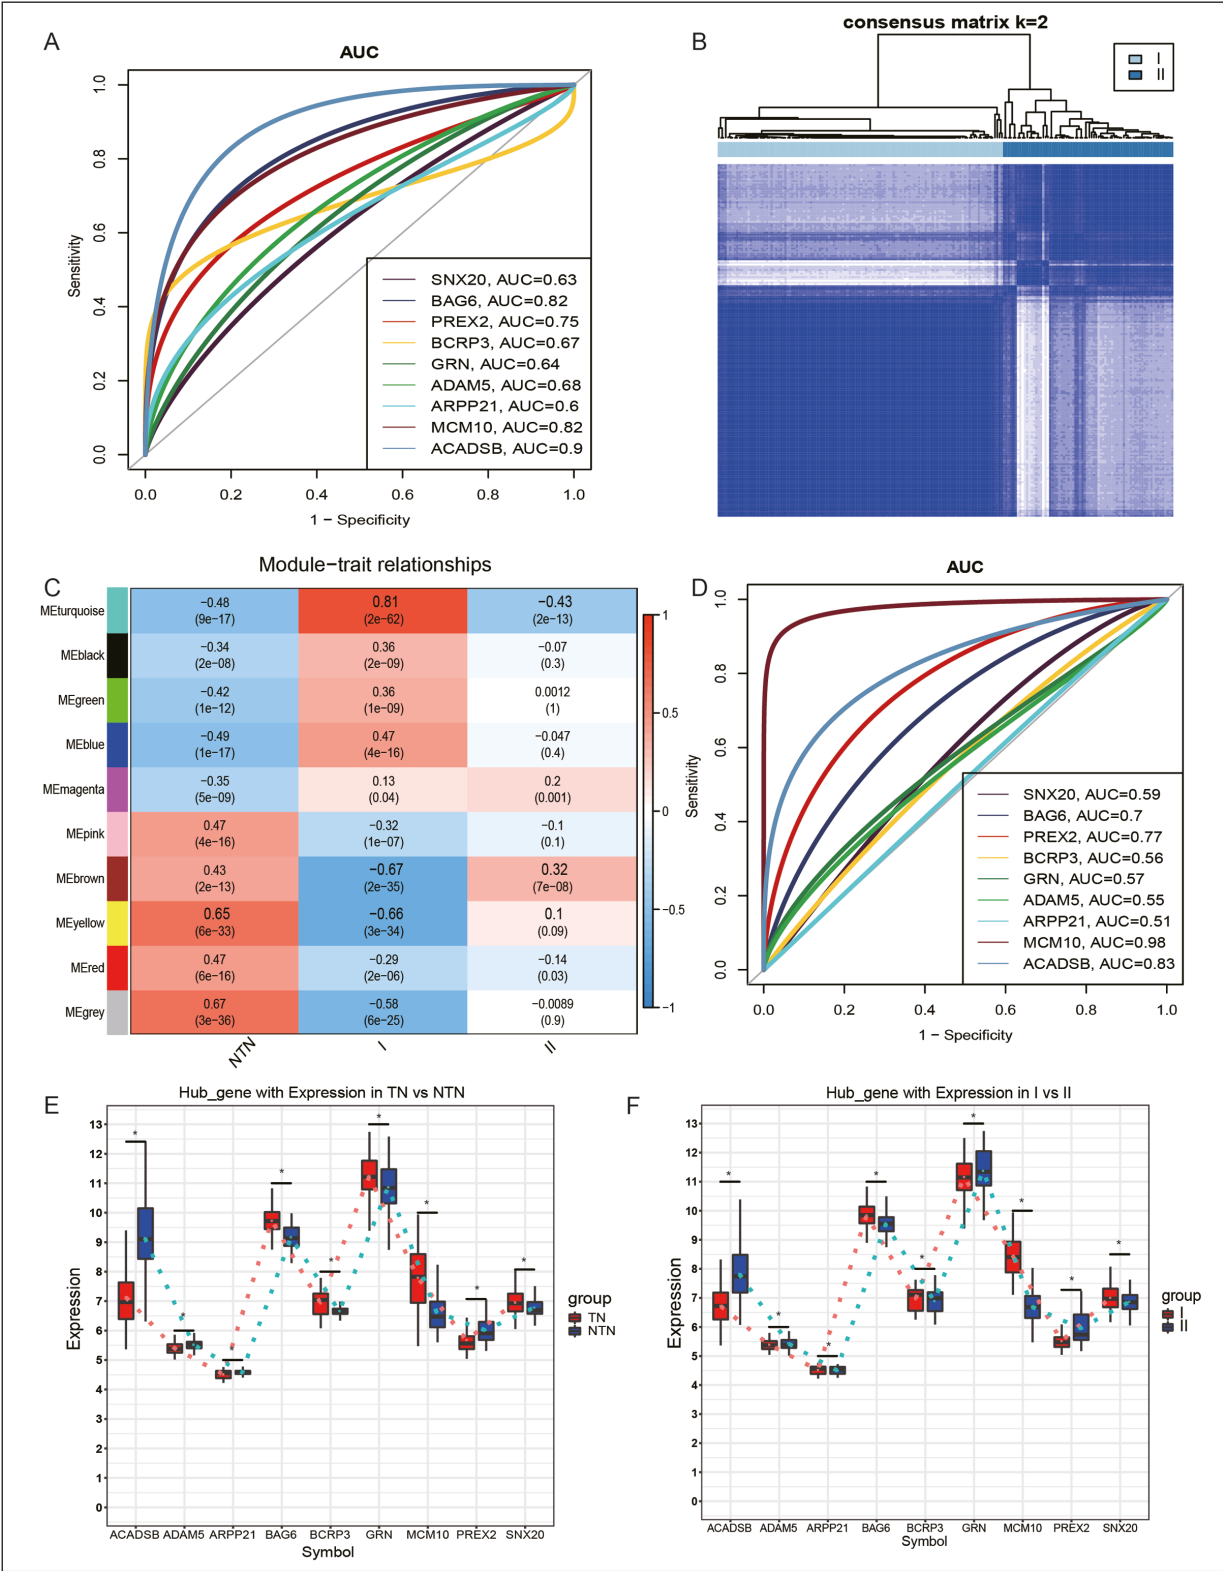 A
AUC
Sensitivity
1.0
0.8
0.6
0.4
0.2
0.0
SNX20, AUC=0.63
BAG6, AUC=0.82
PREX2, AUC=0.75
BCRP3, AUC=0.67
GRN, AUC=0.64
ADAM5, AUC=0.68
ARPP21, AUC=0.6
MCM10, AUC=0.82
ACADSB, AUC=0.9
0.0 0.2 0.4 0.6 0.8 1.0
1 − Specificity
B
consensus matrix k=2
I
II
C
Module−trait relationships
MEturquoise −0.48 0.81 −0.43
(9e−17) (2e−62) (2e−13)
MEblack −0.34 0.36 −0.07
(2e−08) (2e−09) (0.3)
MEgreen −0.42 0.36 0.0012
(1e−12) (1e−09) (1)
MEblue −0.49 0.47 −0.047
(1e−17) (4e−16) (0.4)
MEmagenta −0.35 0.13 0.2
(5e−09) (0.04) (0.001)
MEpink 0.47 −0.32 −0.1
(4e−16) (1e−07) (0.1)
MEbrown 0.43 −0.67 0.32
(2e−13) (2e−35) (7e−08)
MEyellow 0.65 −0.66 0.1
(6e−33) (3e−34) (0.09)
MEred 0.47 −0.29 −0.14
(6e−16) (2e−06) (0.03)
MEgrey 0.67 −0.58 −0.0089
(3e−36) (6e−25) (0.9)
NTN I II
1
0.5
0
−0.5
−1
D
AUC
Sensitivity
1.0
0.8
0.6
0.4
0.2
0.0
SNX20, AUC=0.59
BAG6, AUC=0.7
PREX2, AUC=0.77
BCRP3, AUC=0.56
GRN, AUC=0.57
ADAM5, AUC=0.55
ARPP21, AUC=0.51
MCM10, AUC=0.98
ACADSB, AUC=0.83
0.0 0.2 0.4 0.6 0.8 1.0
1 − Specificity
E
Hub_gene with Expression in TN vs NTN
Expression
13
12
11
10
9
8
7
6
5
4
3
2
1
0
* * * * * * * * *
ACADSB ADAM5 ARPP21 BAG6 BCRP3 GRN MCM10 PREX2 SNX20
Symbol
group
TN
NTN
F
Hub_gene with Expression in I vs II
Expression
13
12
11
10
9
8
7
6
5
4
3
2
1
0
* * * * * * * * *
ACADSB ADAM5 ARPP21 BAG6 BCRP3 GRN MCM10 PREX2 SNX20
Symbol
group
I
II